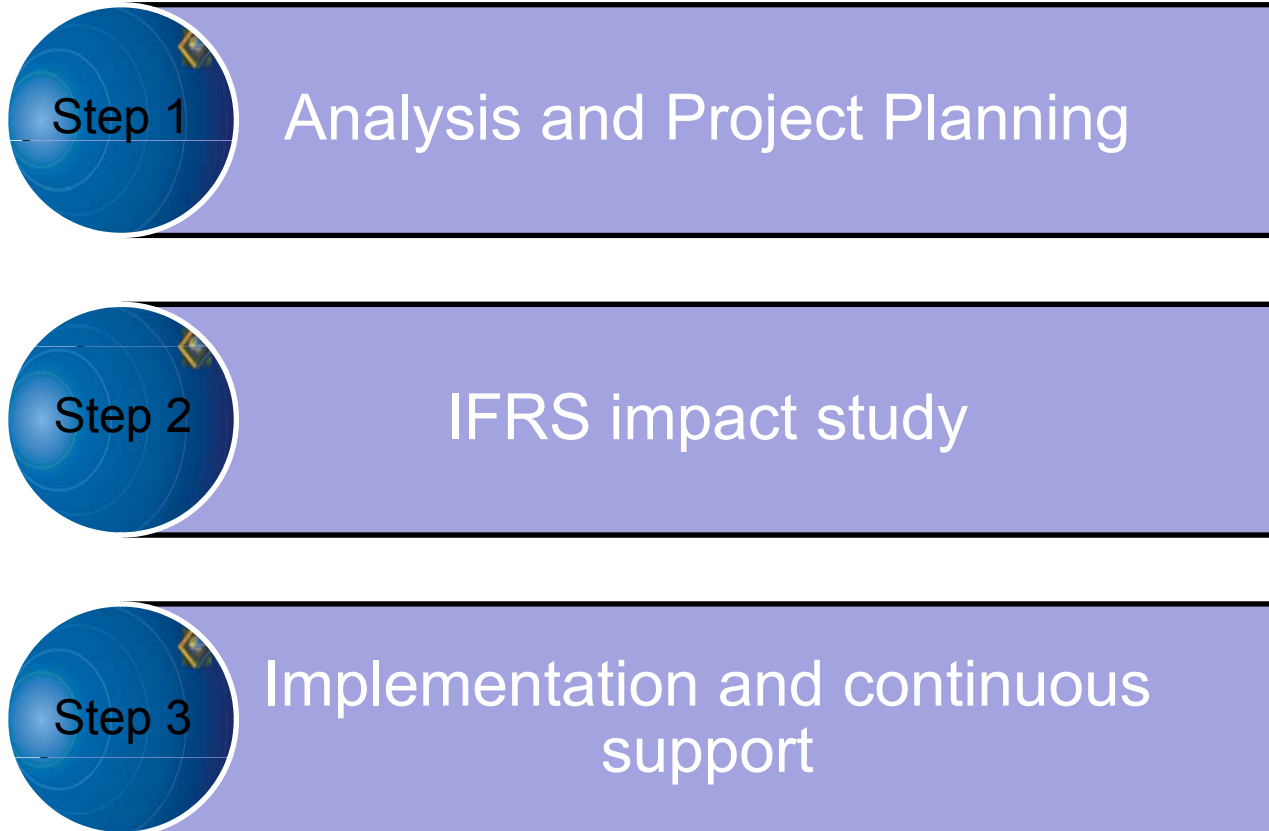 Step 1
Analysis and Project Planning
Step 2
IFRS impact study
Step 3
Implementation and continuous
support